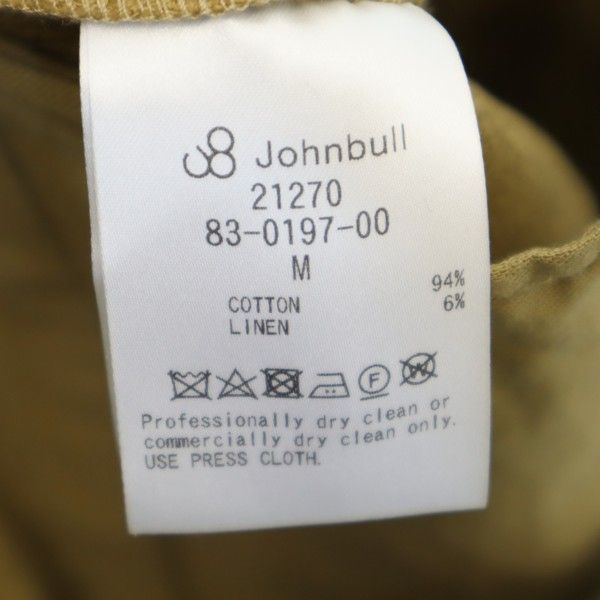 Johnbull
21270
83-0197-00
M
COTTON 94%
LINEN 6%
F W
Professionally dry clean or
commercially dry clean only.
USE PRESS CLOTH.